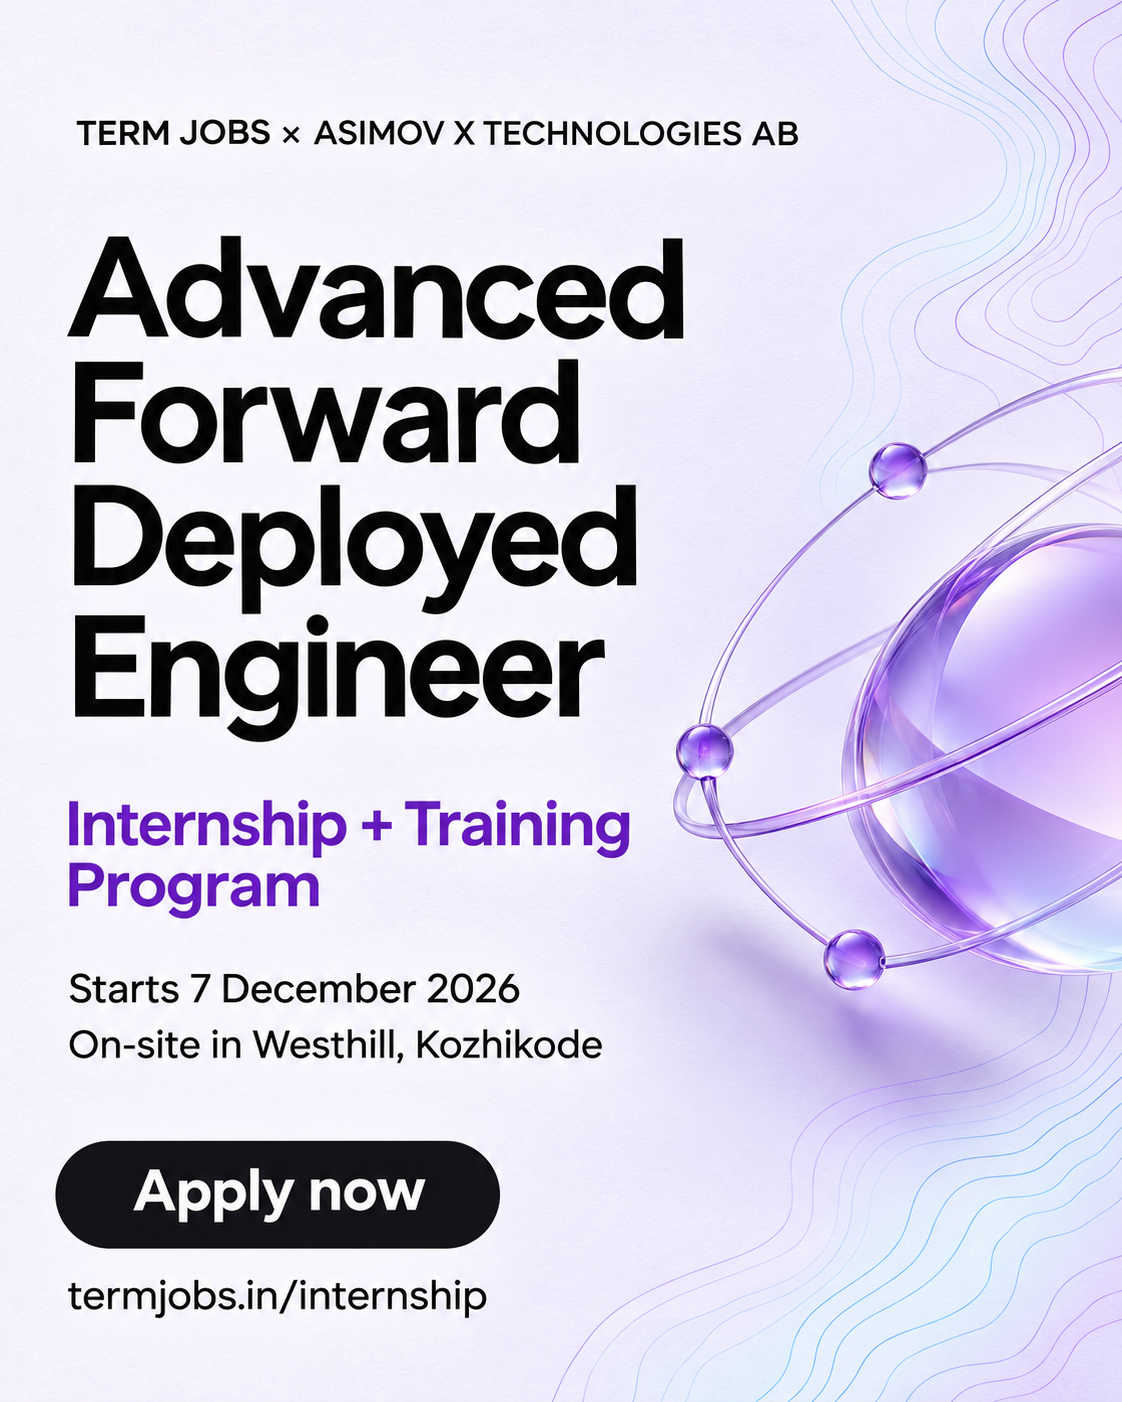 TERM JOBS × ASIMOV X TECHNOLOGIES AB
Advanced
Forward
Deployed
Engineer
Internship + Training
Program
Starts 7 December 2026
On-site in Westhill, Kozhikode
Apply now
termjobs.in/internship